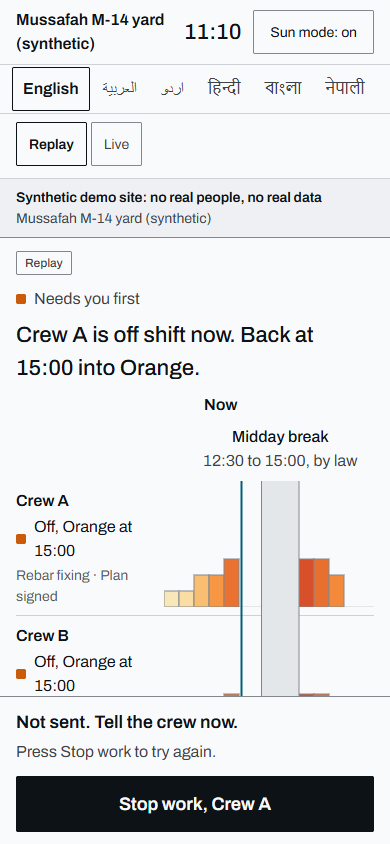 Mussafah M-14 yard
(synthetic)
11:10
Sun mode: on
English
العربية
اردو
हिन्दी
বাংলা
नेपाली
Replay
Live
Synthetic demo site: no real people, no real data
Mussafah M-14 yard (synthetic)
Replay
Needs you first
Crew A is off shift now. Back at
15:00 into Orange.
Now
Midday break
12:30 to 15:00, by law
Crew A
Off, Orange at
15:00
Rebar fixing · Plan
signed
Crew B
Off, Orange at
15:00
Not sent. Tell the crew now.
Press Stop work to try again.
Stop work, Crew A